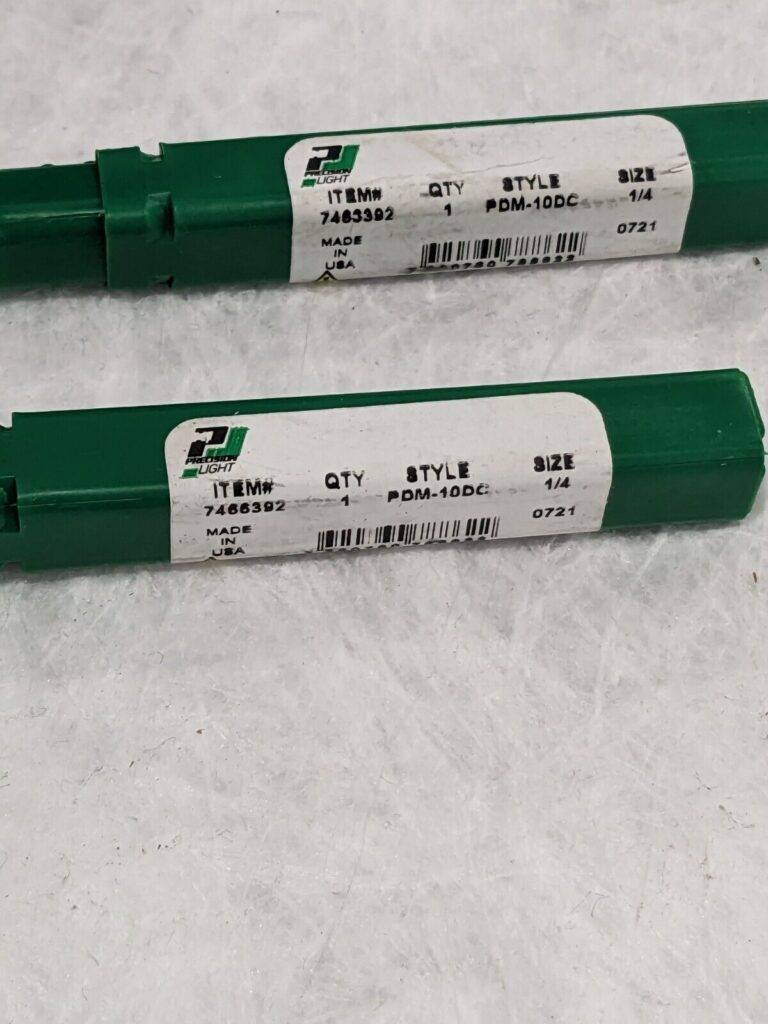 PRECISION
LIGHT
ITEM# QTY STYLE SIZE
7463392 1 PDM-10DC 1/4
MADE IN USA
0721
PRECISION
LIGHT
ITEM# QTY STYLE SIZE
7466392 1 PDM-10DC 1/4
MADE IN USA
0721